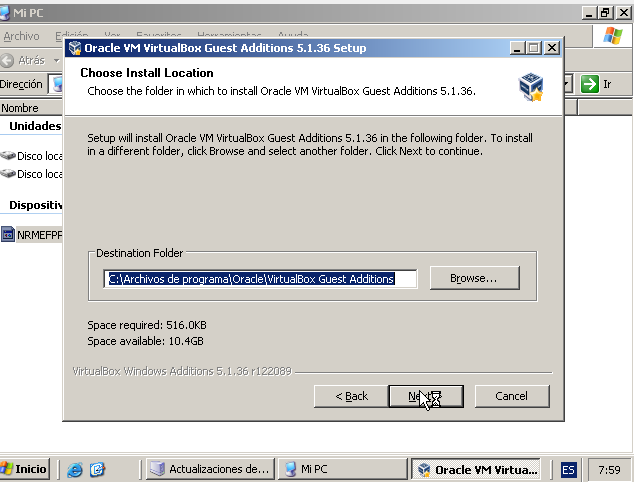 Mi PC
Archivo Edición Ver Favoritos Herramientas Ayuda
Oracle VM VirtualBox Guest Additions 5.1.36 Setup
Atrás
Choose Install Location
Choose the folder in which to install Oracle VM VirtualBox Guest Additions 5.1.36.
Dirección
Ir
Nombre
Unidades
Disco loca
Disco loca
Dispositiv
NRMEFPF
Setup will install Oracle VM VirtualBox Guest Additions 5.1.36 in the following folder. To install
in a different folder, click Browse and select another folder. Click Next to continue.
Destination Folder
C:\Archivos de programa\Oracle\VirtualBox Guest Additions
Browse...
Space required: 516.0KB
Space available: 10.4GB
VirtualBox Windows Additions 5.1.36 r122089
< Back
Next >
Cancel
Inicio
Actualizaciones de...
Mi PC
Oracle VM Virtua...
ES
7:59